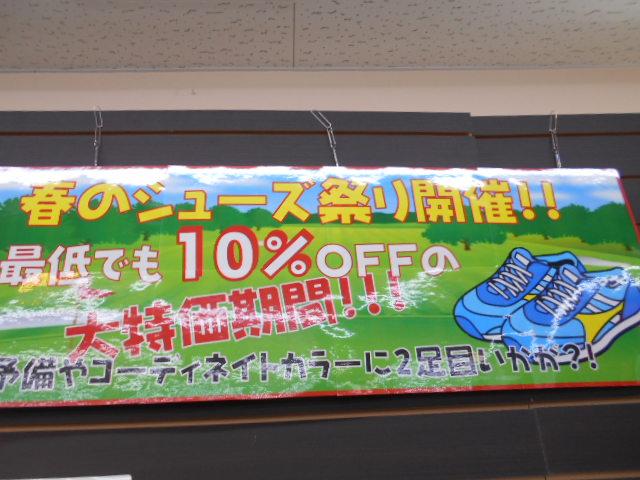 春のシューズ祭り開催!!
最低でも10%OFFの
大特価期間!!!
予備やコーディネイトカラーに2足目いかが?!